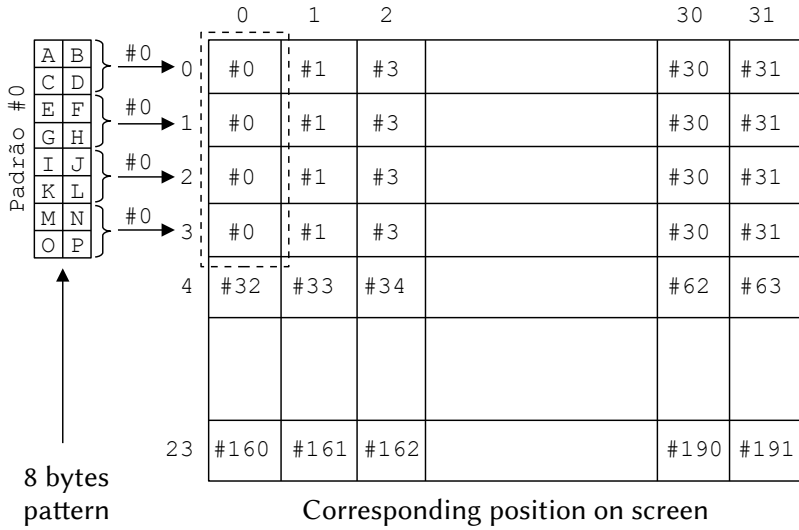 0 1 2 30 31
A B #0 0 #0 #1 #3 #30 #31
C D
E F #0 1 #0 #1 #3 #30 #31
G H
I J #0 2 #0 #1 #3 #30 #31
K L
M N #0 3 #0 #1 #3 #30 #31
O P
Padrão #0
4 #32 #33 #34 #62 #63
23 #160 #161 #162 #190 #191
8 bytes
pattern
Corresponding position on screen